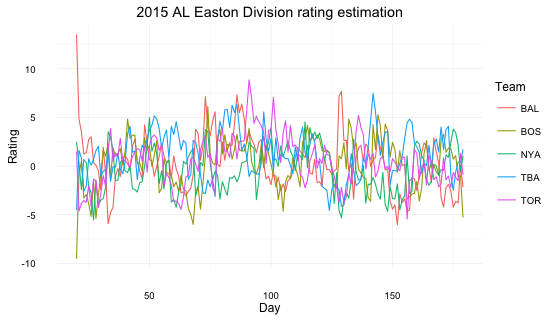 2015 AL Easton Division rating estimation
Rating
10
5
0
-5
-10
50
100
150
Day
Team
BAL
BOS
NYA
TBA
TOR